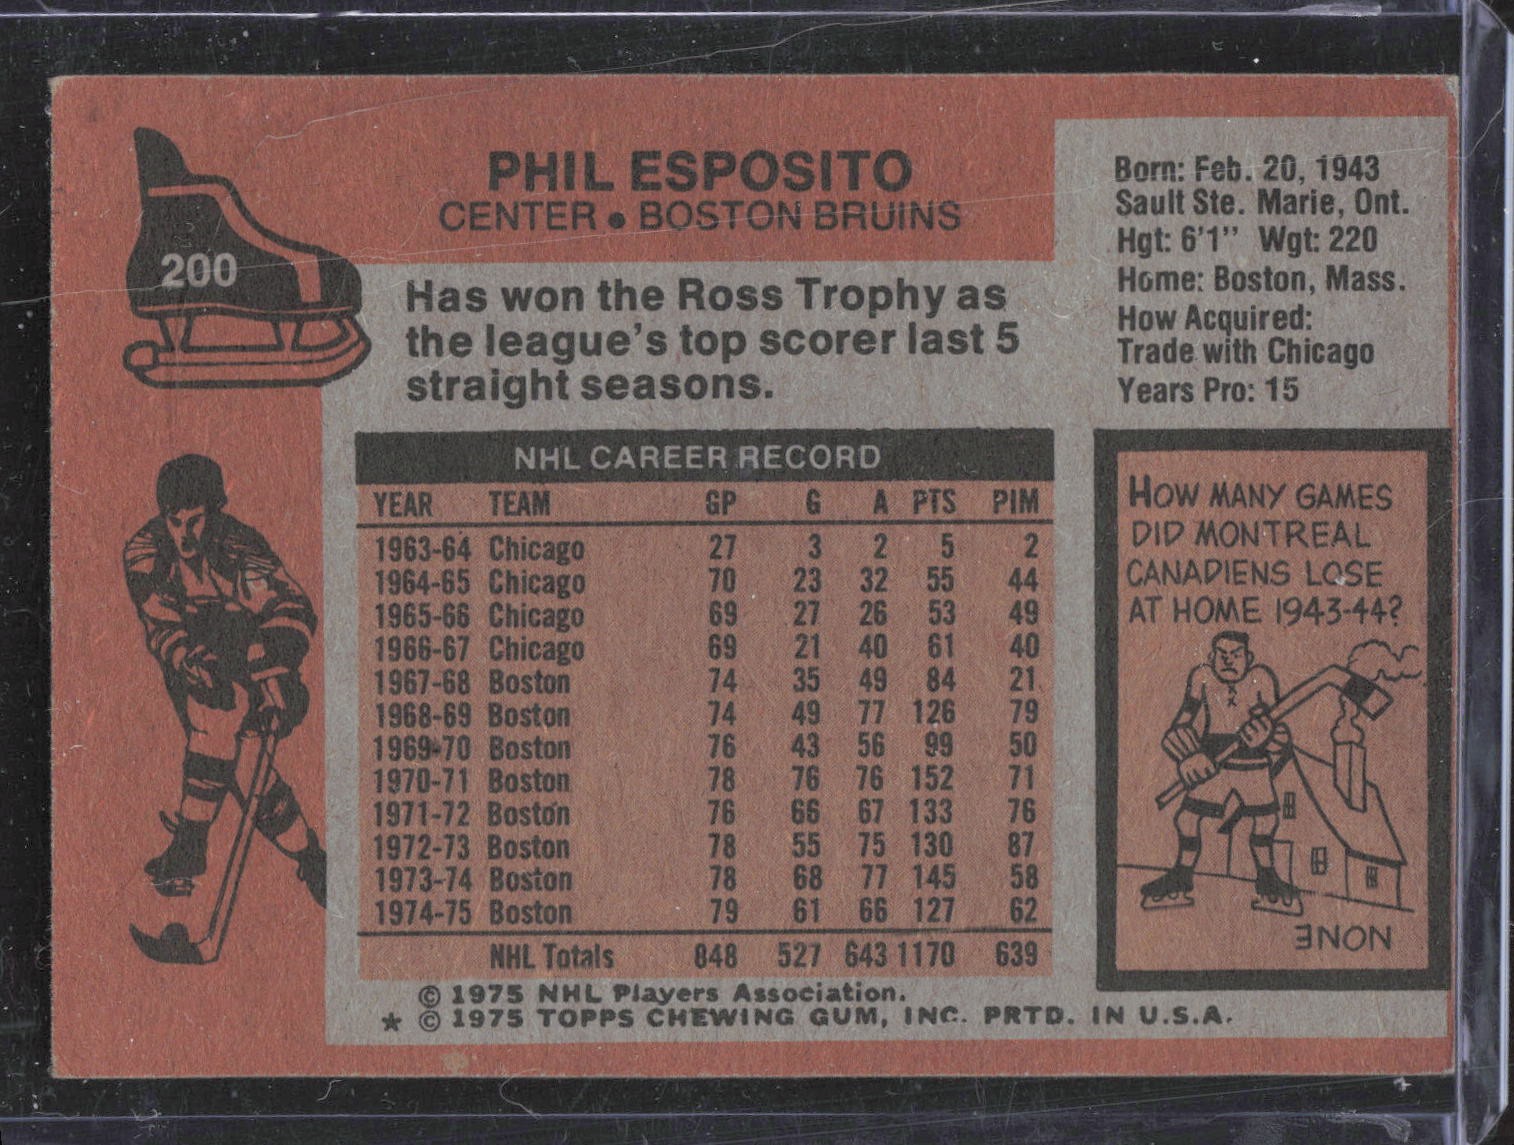 200
PHIL ESPOSITO
CENTER • BOSTON BRUINS
Has won the Ross Trophy as
the league's top scorer last 5
straight seasons.
Born: Feb. 20, 1943
Sault Ste. Marie, Ont.
Hgt: 6'1" Wgt: 220
Home: Boston, Mass.
How Acquired:
Trade with Chicago
Years Pro: 15
NHL CAREER RECORD
YEAR TEAM GP G A PTS PIM
1963-64 Chicago 27 3 2 5 2
1964-65 Chicago 70 23 32 55 44
1965-66 Chicago 69 27 26 53 49
1966-67 Chicago 69 21 40 61 40
1967-68 Boston 74 35 49 84 21
1968-69 Boston 74 49 77 126 79
1969-70 Boston 76 43 56 99 50
1970-71 Boston 78 76 76 152 71
1971-72 Boston 76 66 67 133 76
1972-73 Boston 78 55 75 130 87
1973-74 Boston 78 68 77 145 58
1974-75 Boston 79 61 66 127 62
NHL Totals 848 527 643 1170 639
HOW MANY GAMES
DID MONTREAL
CANADIENS LOSE
AT HOME 1943-44?
NONE
© 1975 NHL Players Association.
★ © 1975 TOPPS CHEWING GUM, INC. PRTD. IN U.S.A.